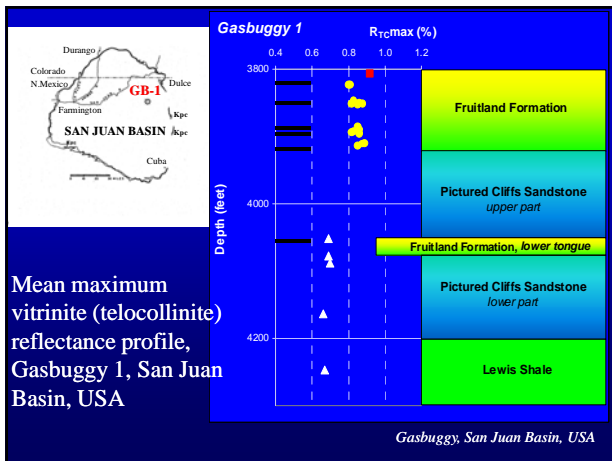 Gasbuggy 1
RTCmax (%)
0.4 0.6 0.8 1.0 1.2
Durango
Colorado
N.Mexico
Dulce
GB-1
Farmington
Kpc
SAN JUAN BASIN
Kpc
Kpc
Cuba
3800
4000
4200
Depth (feet)
Fruitland Formation
Pictured Cliffs Sandstone
upper part
Fruitland Formation, lower tongue
Pictured Cliffs Sandstone
lower part
Lewis Shale
Mean maximum
vitrinite (telocollinite)
reflectance profile,
Gasbuggy 1, San Juan
Basin, USA
Gasbuggy, San Juan Basin, USA